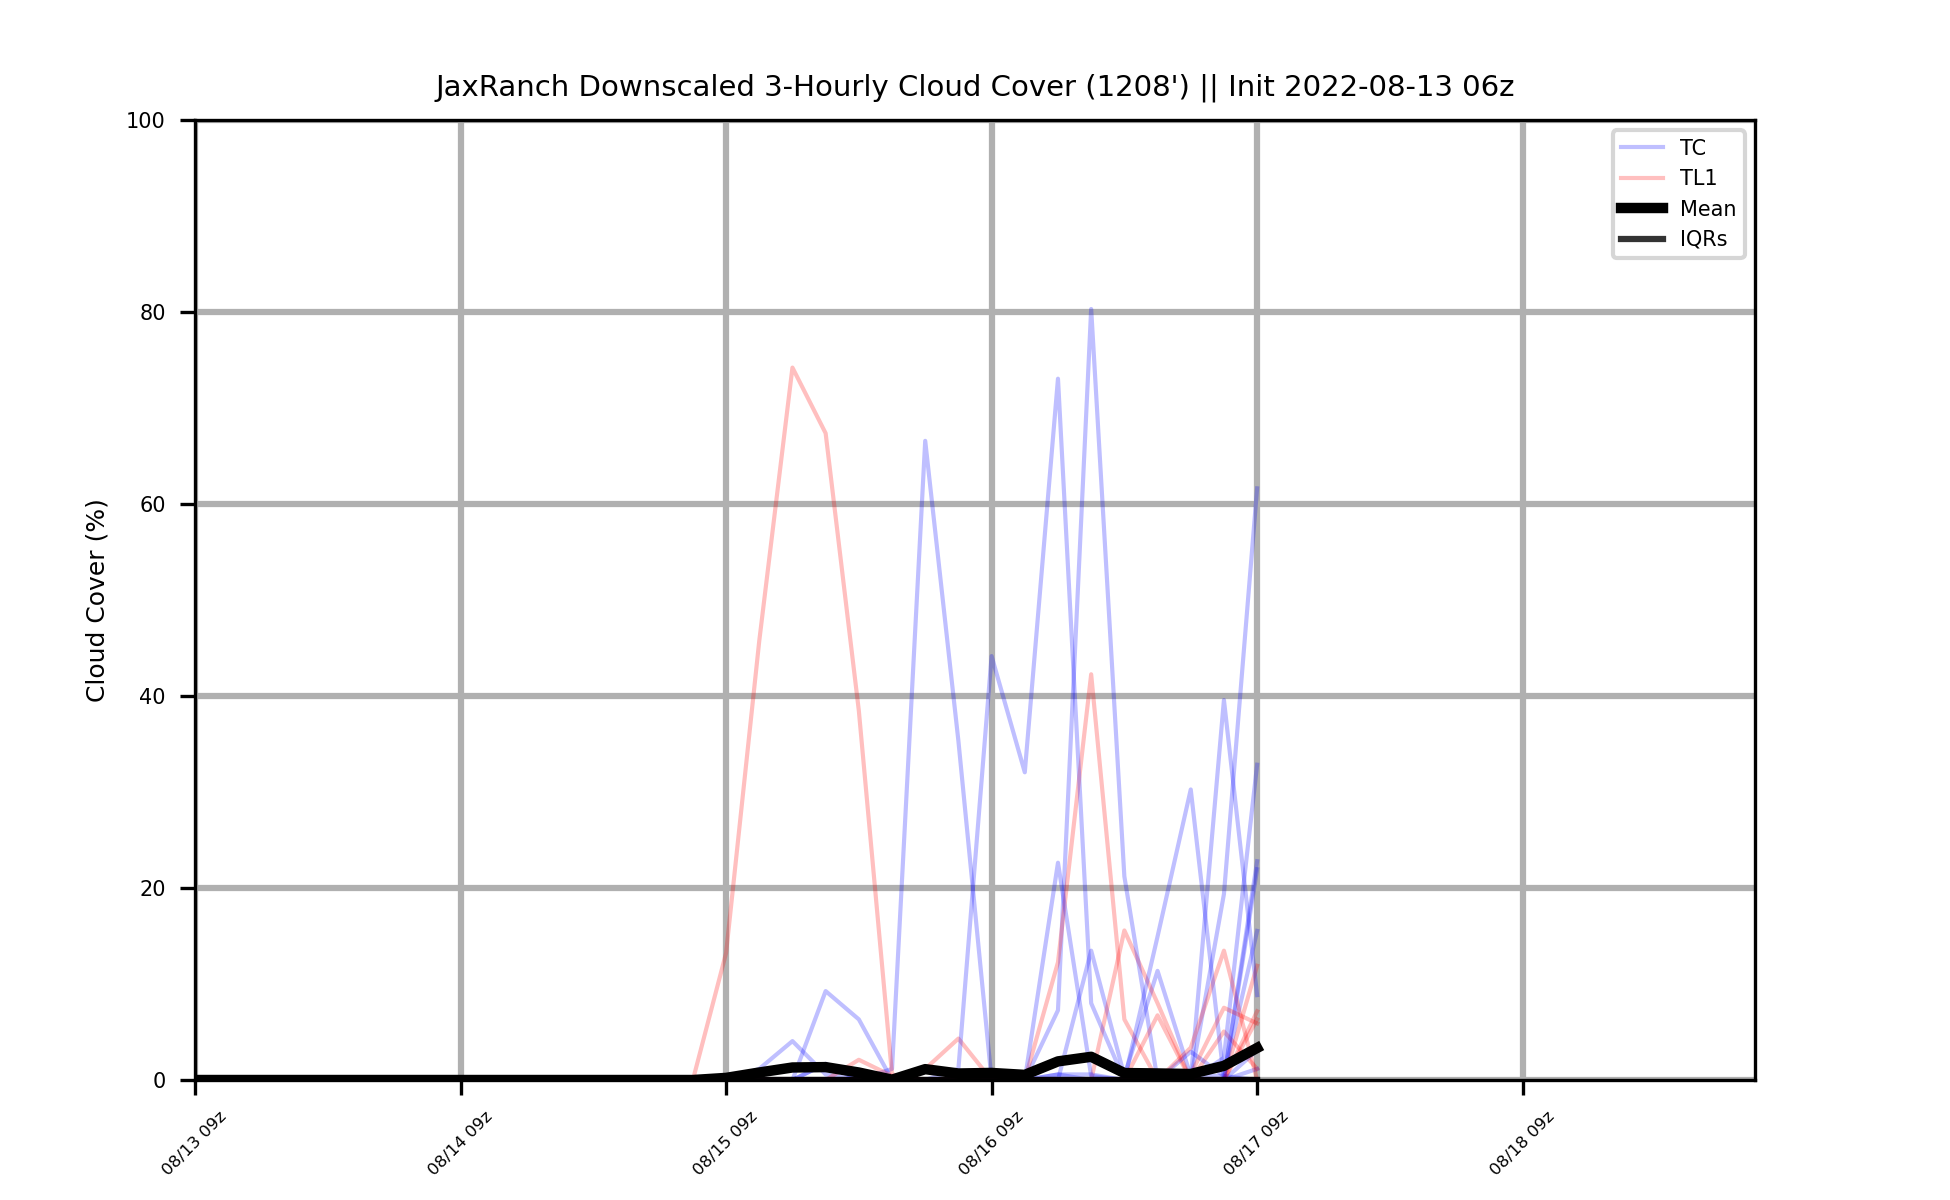 JaxRanch Downscaled 3-Hourly Cloud Cover (1208') || Init 2022-08-13 06z
100
80
60
40
20
0
Cloud Cover (%)
TC
TL1
Mean
IQRs
08/13 09z
08/14 09z
08/15 09z
08/16 09z
08/17 09z
08/18 09z